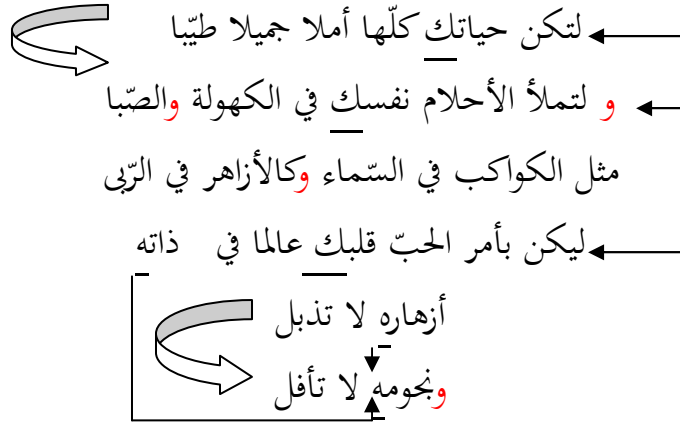 لتكن حياتك كلّها أملا جميلا طيّبا
و لتملأ الأحلام نفسك في الكهولة والصّبا
مثل الكواكب في السّماء وكالأزاهر في الرّبى
ليكن بأمر الحبّ قلبك عالما في ذاته
أزهاره لا تذبل
ونجومه لا تأفل